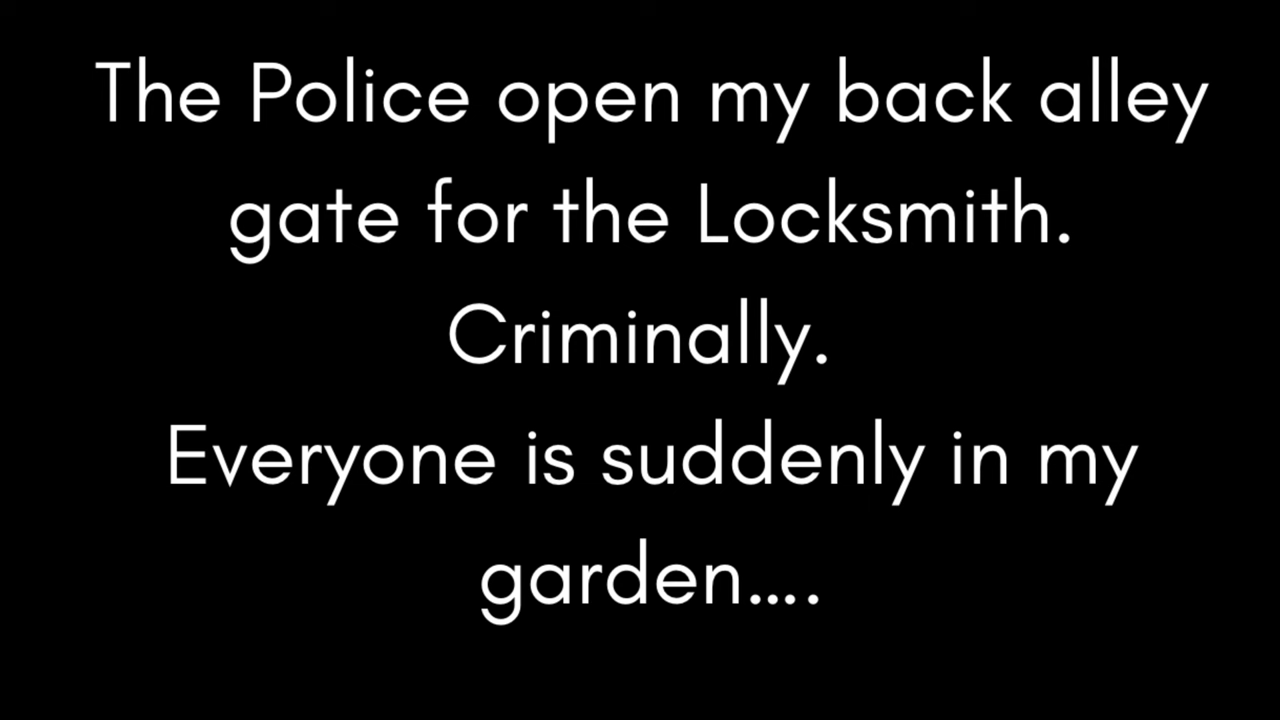 The Police open my back alley
gate for the Locksmith.
Criminally.
Everyone is suddenly in my
garden....